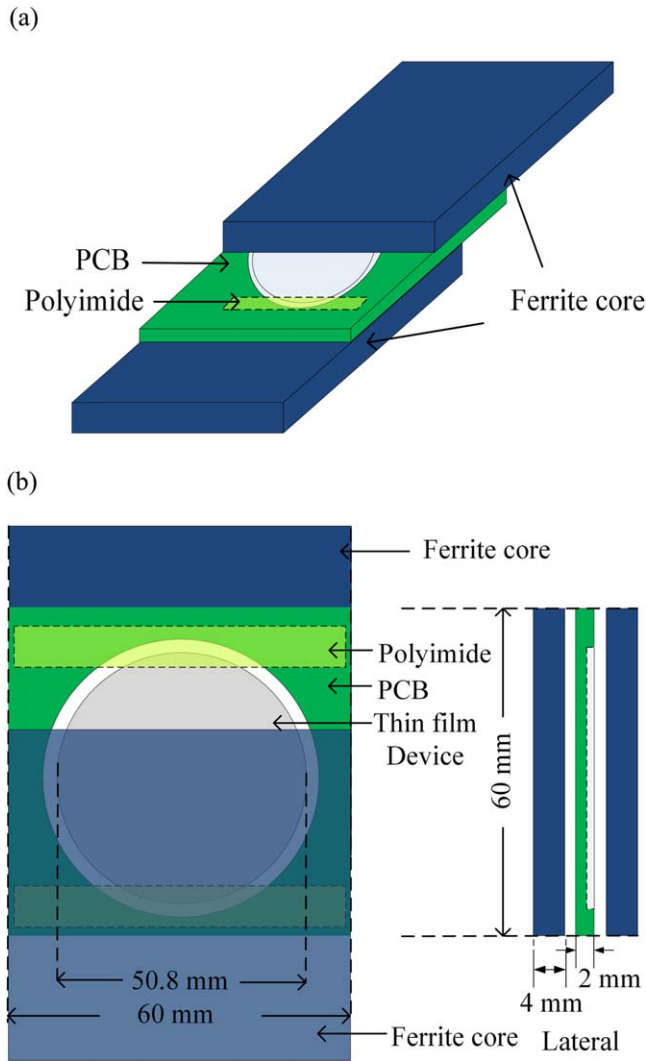 (a)
PCB
Polyimide
Ferrite core
(b)
Ferrite core
Polyimide
PCB
Thin film
Device
60 mm
50.8 mm
60 mm
2 mm
4 mm
Ferrite core
Lateral